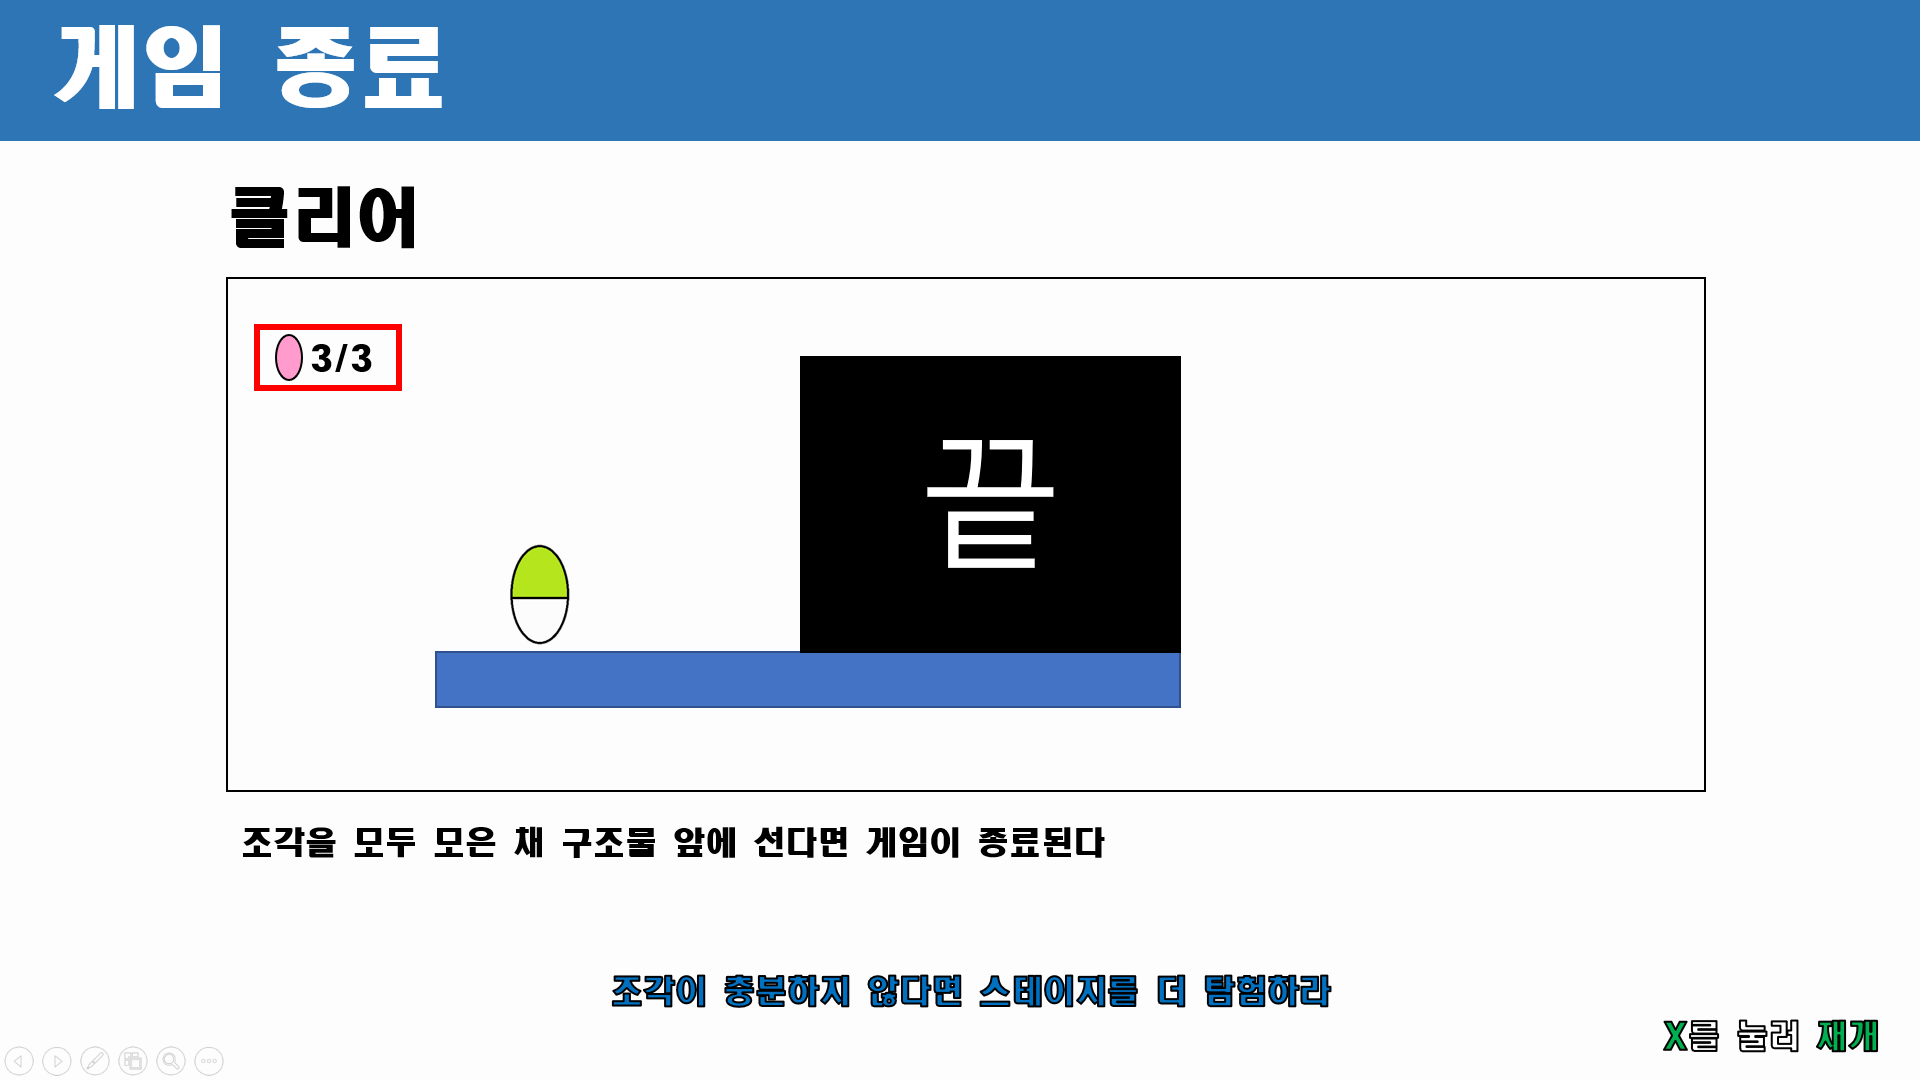 게임 종료
클리어
3/3
끝
조각을 모두 모은 채 구조물 앞에 선다면 게임이 종료된다
조각이 충분하지 않다면 스테이지를 더 탐험하라
X를 눌러 재개